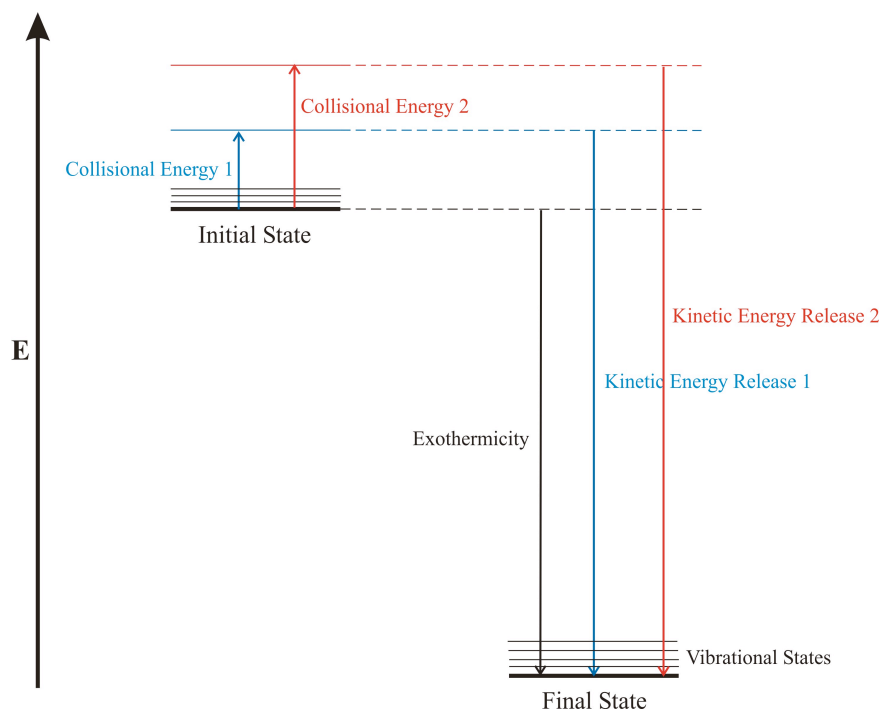 Collisional Energy 2
Collisional Energy 1
Initial State
Kinetic Energy Release 2
E
Kinetic Energy Release 1
Exothermicity
Vibrational States
Final State